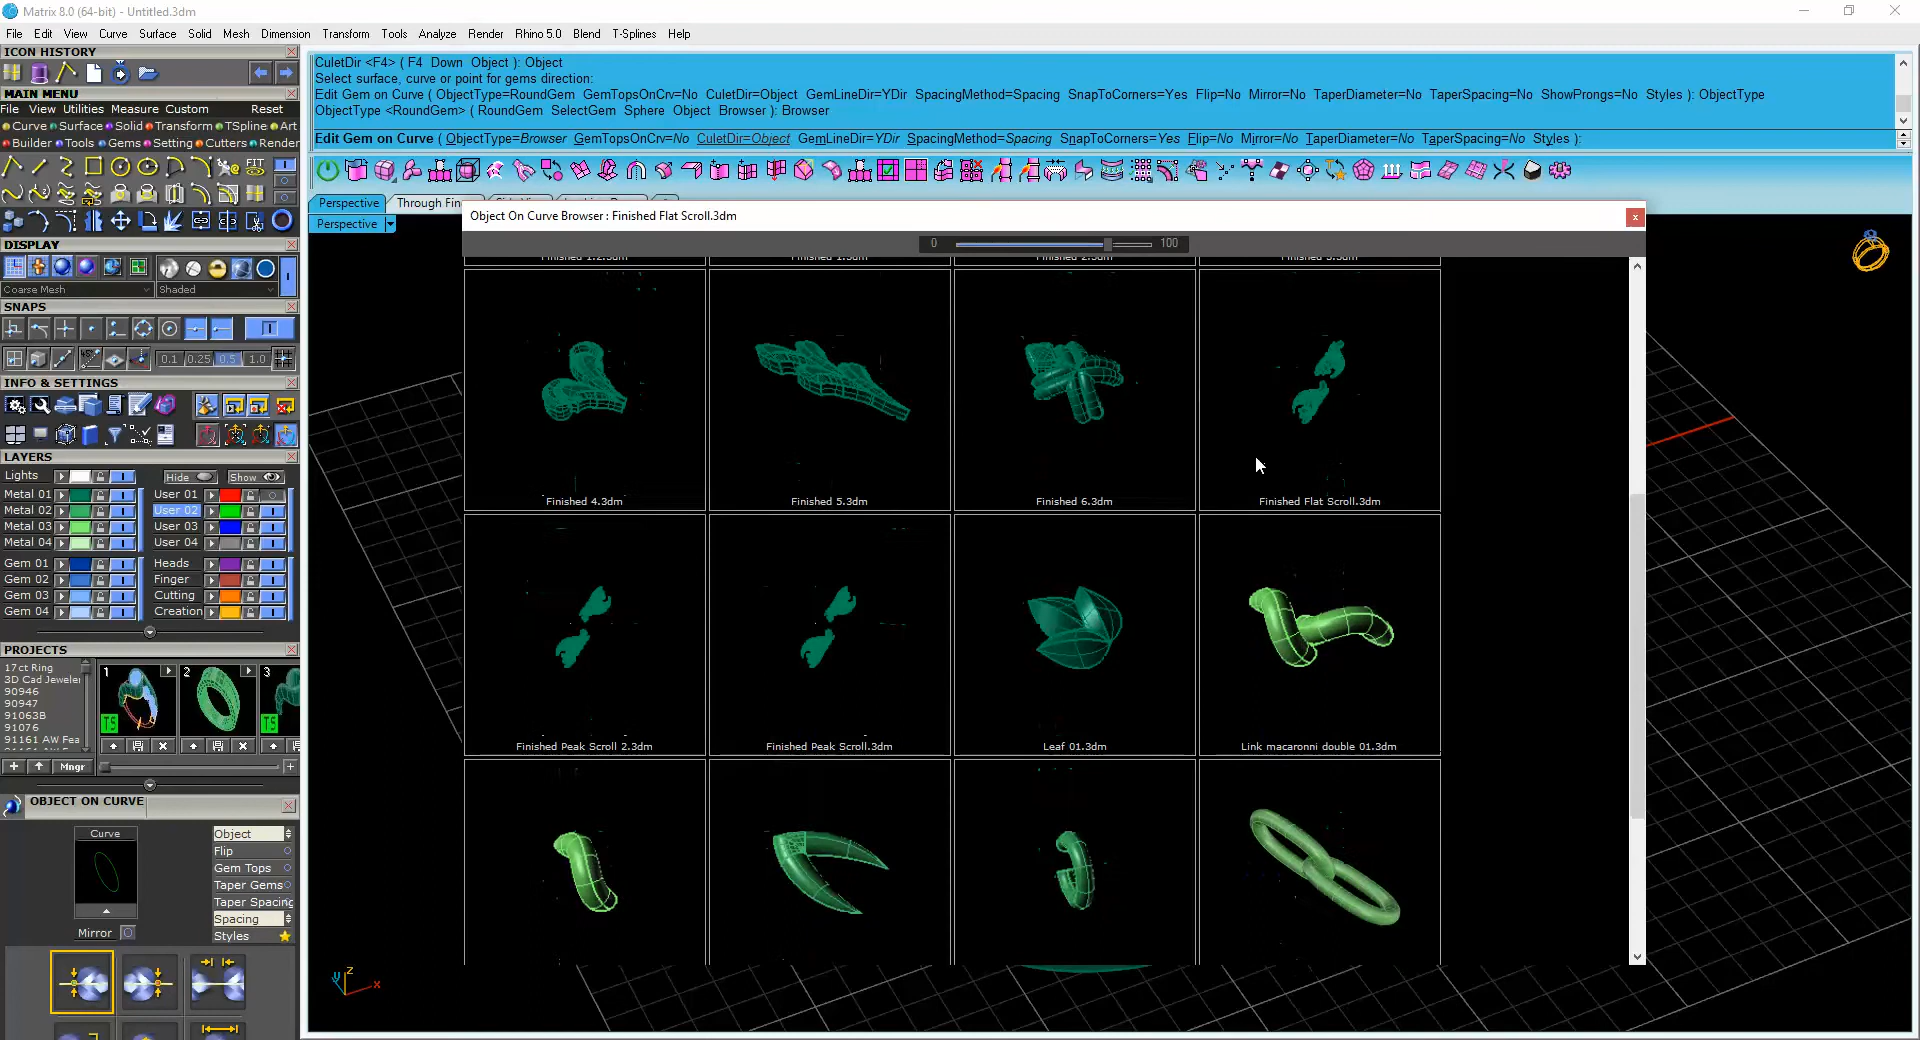 Matrix 8.0 (64-bit) - Untitled.3dm
File Edit View Curve Surface Solid Mesh Dimension Transform Tools Analyze Render Rhino 5.0 Blend T-Splines Help
ICON HISTORY
MAIN MENU
File View Utilities Measure Custom Reset
Curve Surface Solid Transform TSpline Art
Builder Tools Gems Setting Cutters Render
FIT
DISPLAY
Coarse Mesh Shaded
SNAPS
0.1 0.25 0.5 1.0
INFO & SETTINGS
LAYERS
Lights Hide Show
Metal 01 User 01
Metal 02 User 02
Metal 03 User 03
Metal 04 User 04
Gem 01 Heads
Gem 02 Finger
Gem 03 Cutting
Gem 04 Creation
PROJECTS
17 ct Ring
3D Cad Jeweler
90946
90947
91063B
91076
91161 AW Fea
1 2 3
TS TS
Mngr
OBJECT ON CURVE
Curve
Object
Flip
Gem Tops
Taper Gems
Taper Spacing
Spacing
Mirror
Styles
CuletDir <F4> ( F4 Down Object ): Object
Select surface, curve or point for gems direction:
Edit Gem on Curve ( ObjectType=RoundGem GemTopsOnCrv=No CuletDir=Object GemLineDir=YDir SpacingMethod=Spacing SnapToCorners=Yes Flip=No Mirror=No TaperDiameter=No TaperSpacing=No ShowProngs=No Styles ): ObjectType
ObjectType <RoundGem> ( RoundGem SelectGem Sphere Object Browser ): Browser
Edit Gem on Curve ( ObjectType=Browser GemTopsOnCrv=No CuletDir=Object GemLineDir=YDir SpacingMethod=Spacing SnapToCorners=Yes Flip=No Mirror=No TaperDiameter=No TaperSpacing=No Styles ):
Perspective Through Fin
Perspective
Object On Curve Browser : Finished Flat Scroll.3dm
0 100
Finished 4.3dm
Finished 5.3dm
Finished 6.3dm
Finished Flat Scroll.3dm
Finished Peak Scroll 2.3dm
Finished Peak Scroll.3dm
Leaf 01.3dm
Link macaronni double 01.3dm
z
y
x